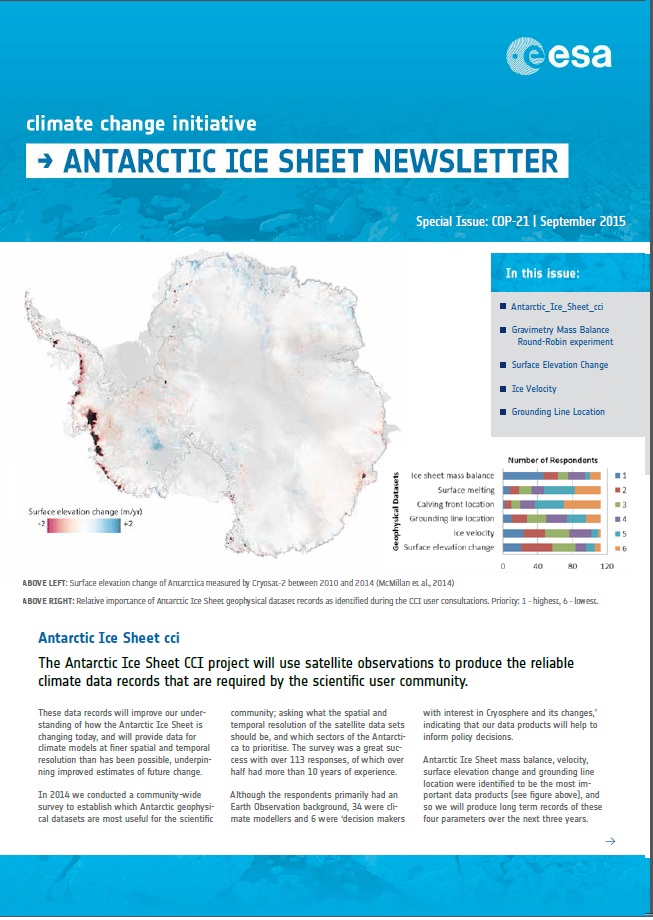 esa
climate change initiative
→ ANTARCTIC ICE SHEET NEWSLETTER
Special Issue: COP-21 | September 2015
In this issue:
Antarctic_Ice_Sheet_cci
Gravimetry Mass Balance
Round-Robin experiment
Surface Elevation Change
Ice Velocity
Grounding Line Location
Surface elevation change (m/yr)
-2 +2
Number of Respondents
Geophysical Datasets
Ice sheet mass balance
Surface melting
Calving front location
Grounding line location
Ice velocity
Surface elevation change
0 40 80 120
1
2
3
4
5
6
ABOVE LEFT: Surface elevation change of Antarctica measured by Cryosat-2 between 2010 and 2014 (McMillan et al., 2014)
ABOVE RIGHT: Relative importance of Antarctic Ice Sheet geophysical dataset records as identified during the CCI user consultations. Priority: 1 - highest, 6 - lowest.
Antarctic Ice Sheet cci
The Antarctic Ice Sheet CCI project will use satellite observations to produce the reliable
climate data records that are required by the scientific user community.
These data records will improve our under-
standing of how the Antarctic Ice Sheet is
changing today, and will provide data for
climate models at finer spatial and temporal
resolution than has been possible, underpin-
ning improved estimates of future change.
In 2014 we conducted a community-wide
survey to establish which Antarctic geophysi-
cal datasets are most useful for the scientific
community; asking what the spatial and
temporal resolution of the satellite data sets
should be, and which sectors of the Antarcti-
ca to prioritise. The survey was a great suc-
cess with over 113 responses, of which over
half had more than 10 years of experience.
Although the respondents primarily had an
Earth Observation background, 34 were cli-
mate modellers and 6 were 'decision makers
with interest in Cryosphere and its changes,'
indicating that our data products will help to
inform policy decisions.
Antarctic Ice Sheet mass balance, velocity,
surface elevation change and grounding line
location were identified to be the most im-
portant data products (see figure above), and
so we will produce long term records of these
four parameters over the next three years.
→